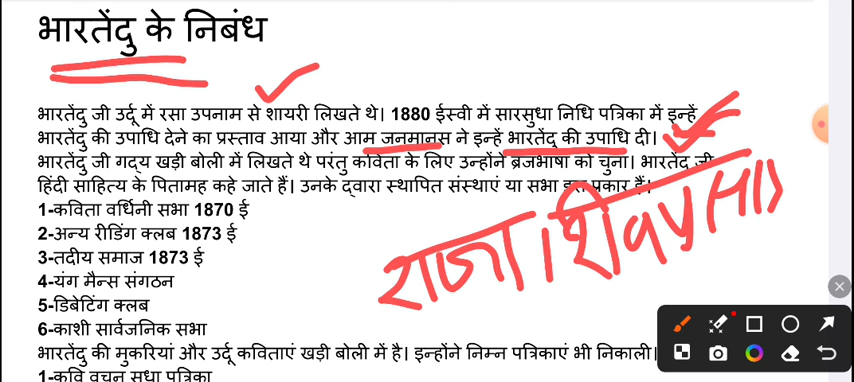 भारतेंदु के निबंध
भारतेंदु जी उर्दू में रसा उपनाम से शायरी लिखते थे। 1880 ईस्वी में सारसुधा निधि पत्रिका में इन्हें
भारतेंदु की उपाधि देने का प्रस्ताव आया और आम जनमानस ने इन्हें भारतेंदु की उपाधि दी।
भारतेंदु जी गद्य खड़ी बोली में लिखते थे परंतु कविता के लिए उन्होंने ब्रजभाषा को चुना। भारतेंदु जी
हिंदी साहित्य के पितामह कहे जाते हैं। उनके द्वारा स्थापित संस्थाएं या सभा इस प्रकार हैं।
1-कविता वर्धिनी सभा 1870 ई
2-अन्य रीडिंग क्लब 1873 ई
3-तदीय समाज 1873 ई
4-यंग मैन्स संगठन
5-डिबेटिंग क्लब
6-काशी सार्वजनिक सभा
राजा शिवप्रसा
भारतेंदु की मुकरियां और उर्दू कविताएं खड़ी बोली में है। इन्होंने निम्न पत्रिकाएं भी निकाली।
1-कवि वचन सुधा पत्रिका